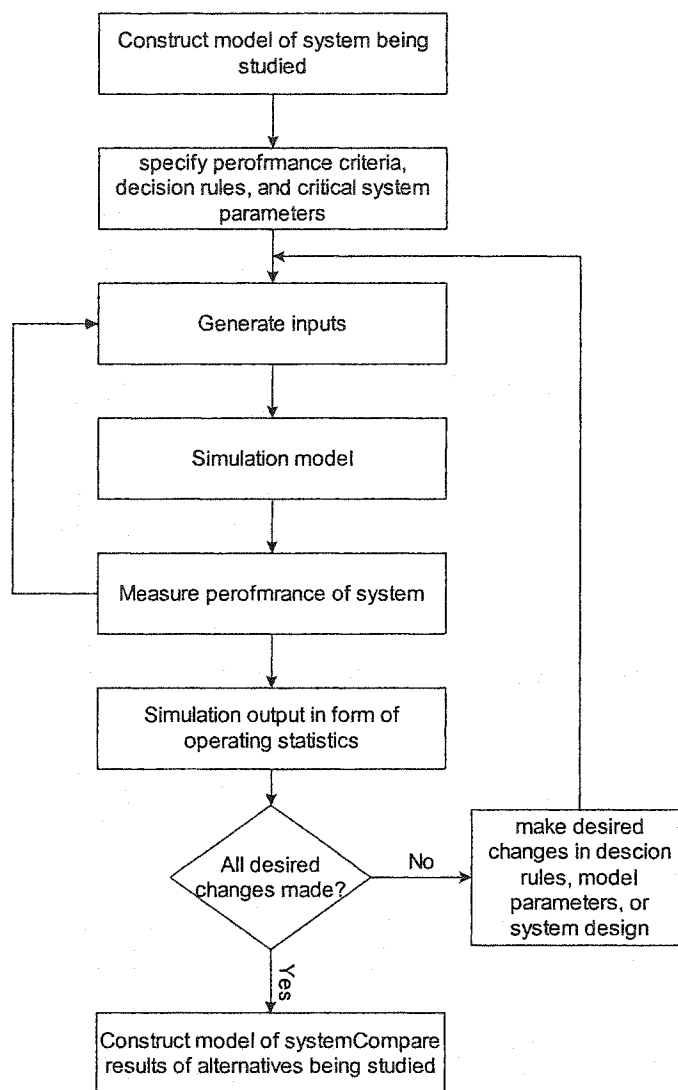 Construct model of system being
studied
specify perofrmance criteria,
decision rules, and critical system
parameters
Generate inputs
Simulation model
Measure perofmrance of system
Simulation output in form of
operating statistics
All desired
changes made?
No
make desired
changes in descion
rules, model
parameters, or
system design
Yes
Construct model of systemCompare
results of alternatives being studied